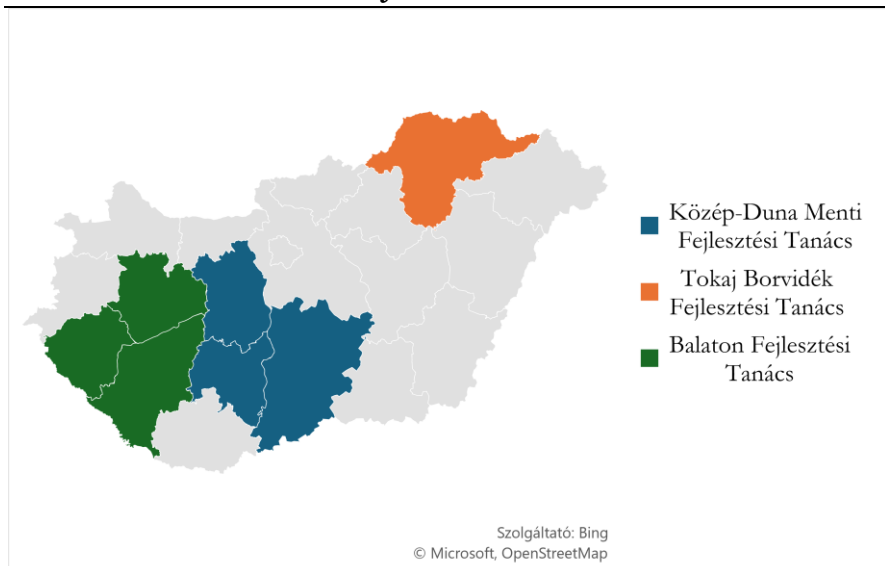 Közép-Duna Menti
Fejlesztési Tanács
Tokaj Borvidék
Fejlesztési Tanács
Balaton Fejlesztési
Tanács
Szolgáltató: Bing
© Microsoft, OpenStreetMap